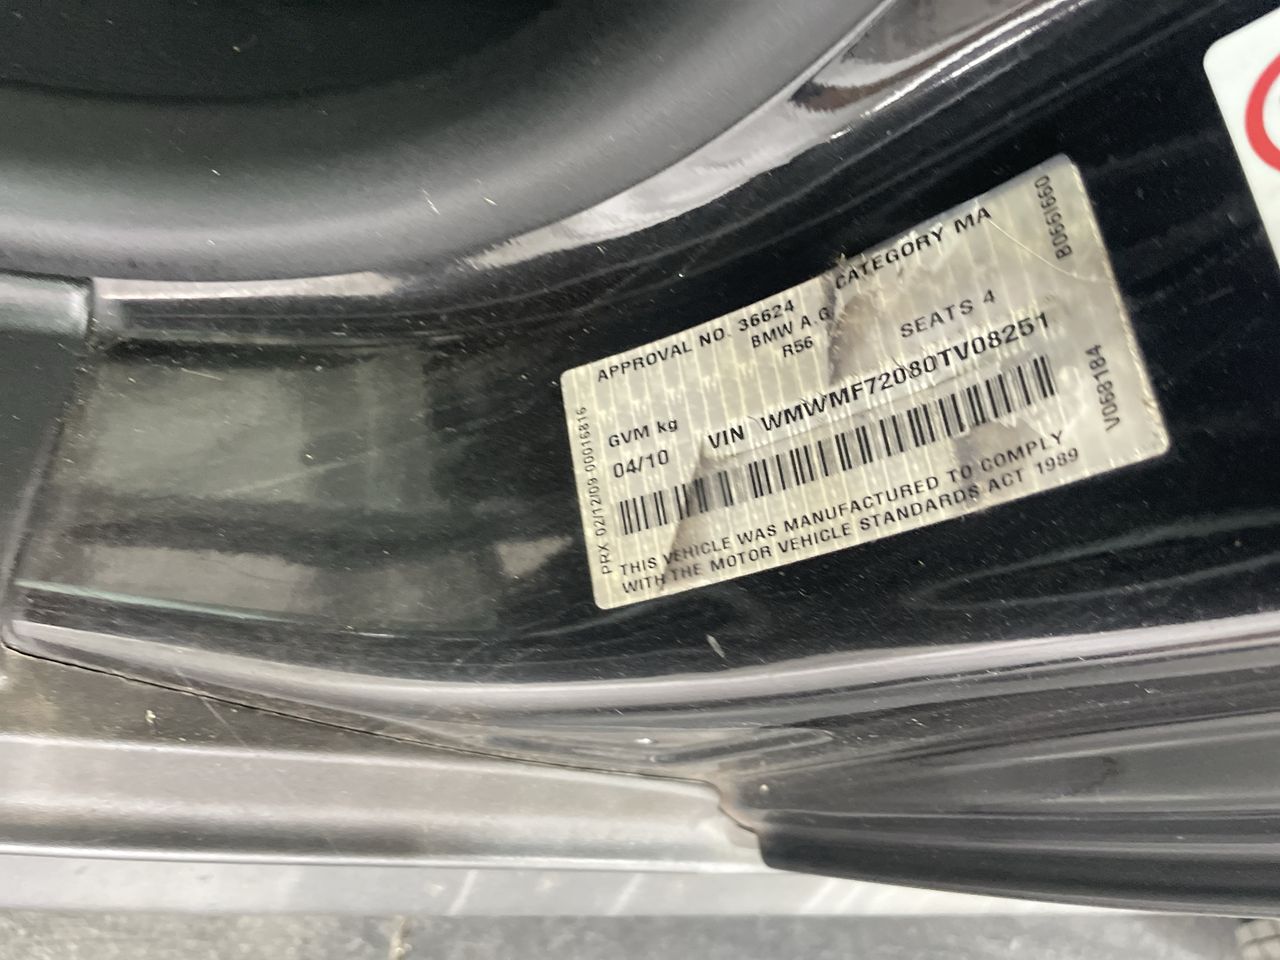 APPROVAL NO. 36624 CATEGORY MA
BMW A.G
R56 SEATS 4
GVM kg
04/10
VIN WMWMF72080TV08251
THIS VEHICLE WAS MANUFACTURED TO COMPLY
WITH THE MOTOR VEHICLE STANDARDS ACT 1989
PRX 02/12/09-00016816
B0661660
V068184